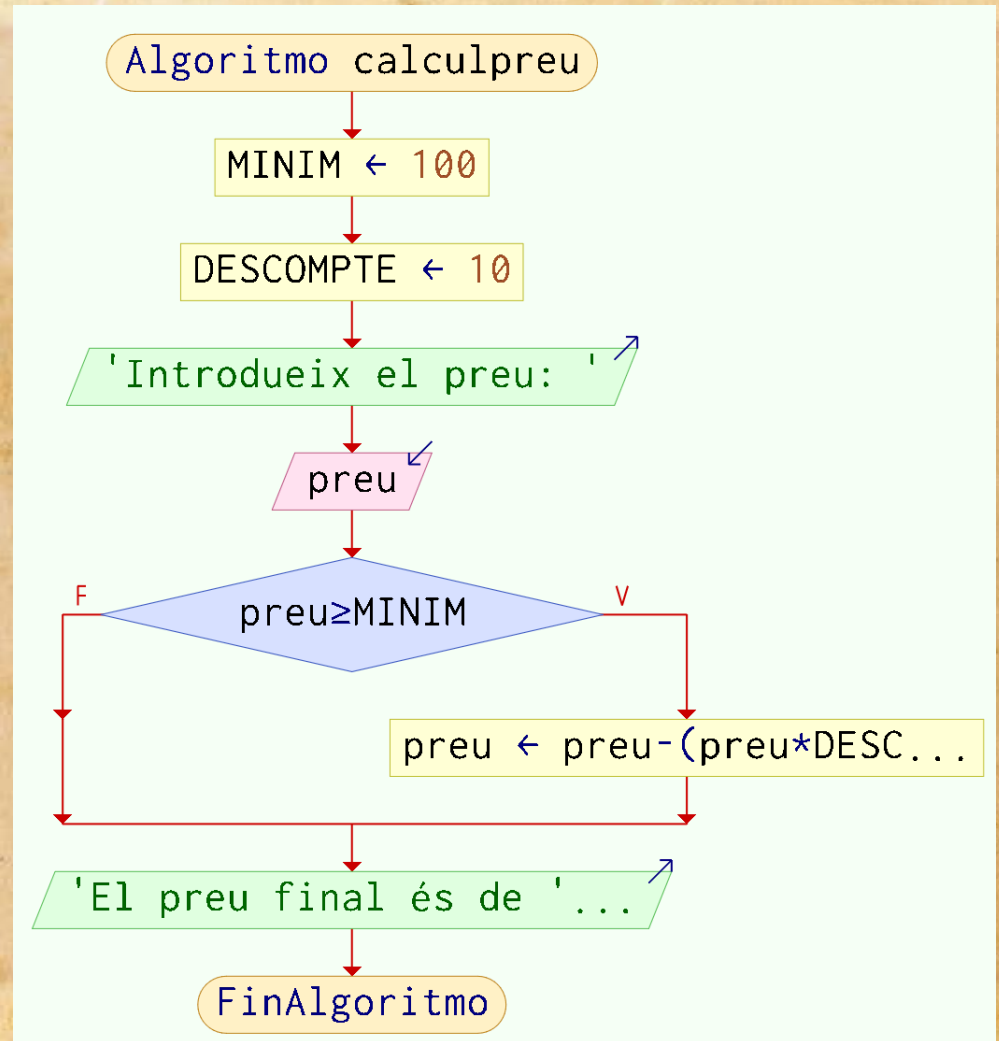 Algoritmo calculpreu
MINIM ← 100
DESCOMPTE ← 10
'Introdueix el preu: '
preu
preu≥MINIM
F
V
preu ← preu-(preu*DESC...
'El preu final és de '...
FinAlgoritmo